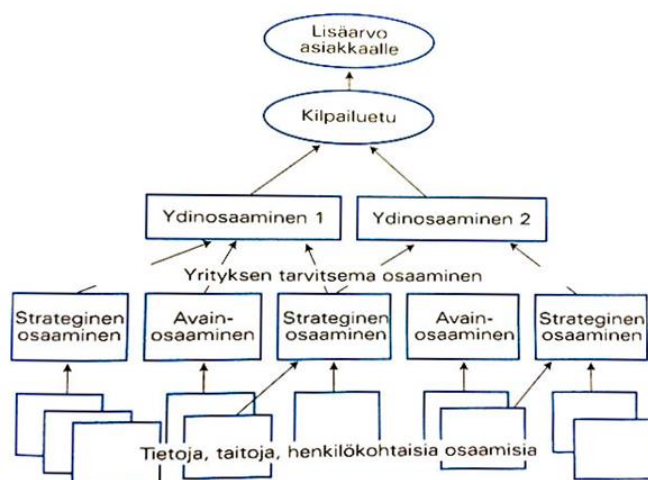 Lisäarvo
asiakkaalle
Kilpailuetu
Ydinosaaminen 1
Ydinosaaminen 2
Yrityksen tarvitsema osaaminen
Strateginen
osaaminen
Avain-
osaaminen
Strateginen
osaaminen
Avain-
osaaminen
Strateginen
osaaminen
Tietoja, taitoja, henkilökohtaisia osaamisia